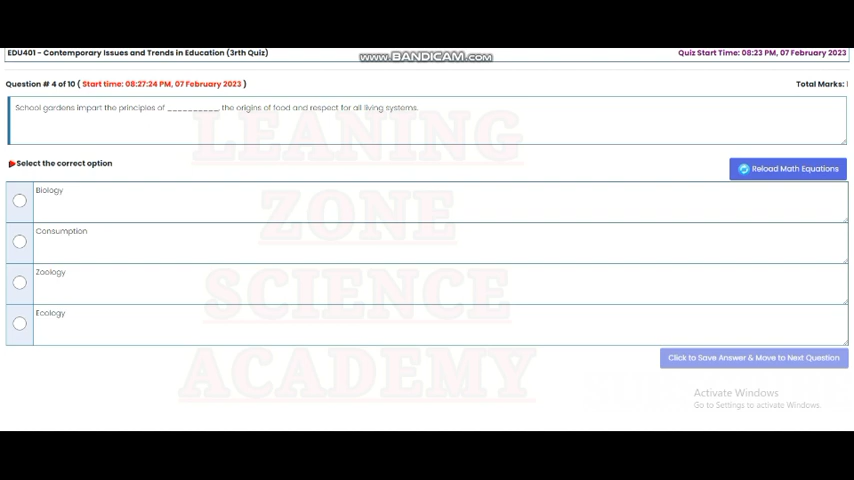 www.BANDICAM.com
EDU401 - Contemporary Issues and Trends in Education (3rth Quiz)
Quiz Start Time: 08:23 PM, 07 February 2023
Question # 4 of 10 ( Start time: 08:27:24 PM, 07 February 2023 )
Total Marks: 1
School gardens impart the principles of __________, the origins of food and respect for all living systems.
Select the correct option
Reload Math Equations
Biology
Consumption
Zoology
Ecology
Click to Save Answer & Move to Next Question
LEANING
ZONE
SCIENCE
ACADEMY
Activate Windows
Go to Settings to activate Windows.